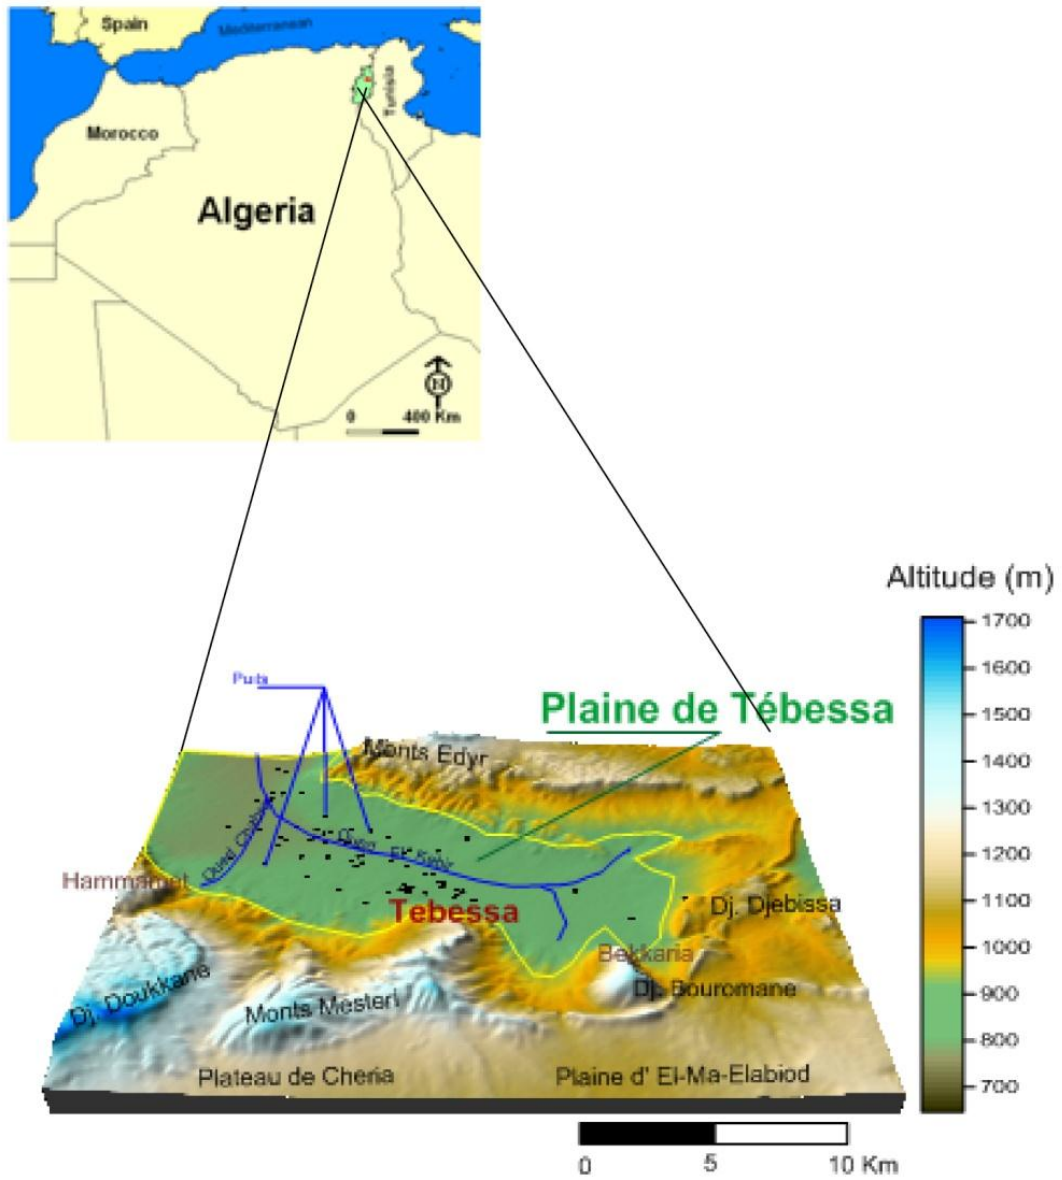 Spain
Mediterranean
Tunisia
Morocco
Algeria
N
0 400 Km
Altitude (m)
1700
1600
1500
1400
1300
1200
1100
1000
900
800
700
Puits
Plaine de Tébessa
Monts Edyr
Oued
El Kebir
Oued
Hammamet
Tebessa
Dj. Djebissa
Bekkaria
Dj. Bouromane
Dj. Doukkane
Monts Mesteri
Plateau de Cheria
Plaine d' El-Ma-Elabiod
0 5 10 Km